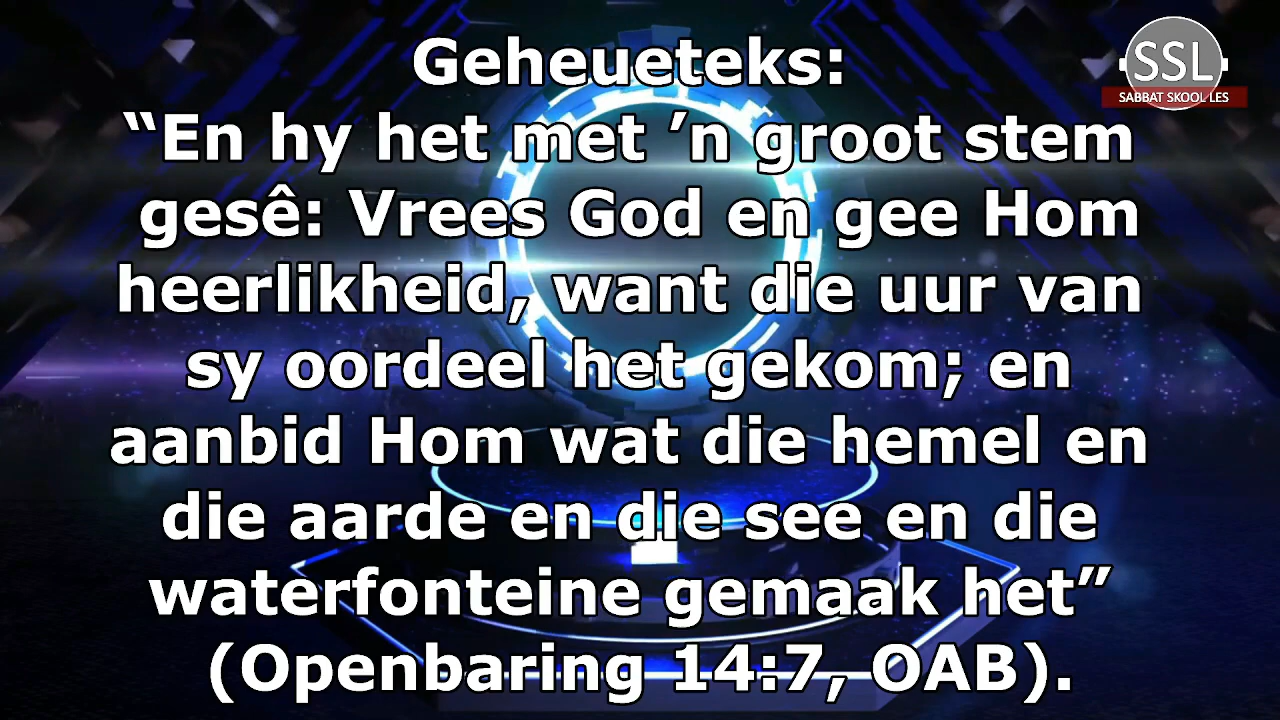 Geheueteks:
“En hy het met ’n groot stem
gesê: Vrees God en gee Hom
heerlikheid, want die uur van
sy oordeel het gekom; en
aanbid Hom wat die hemel en
die aarde en die see en die
waterfonteine gemaak het”
(Openbaring 14:7, OAB).
SSL
SABBAT SKOOL LES